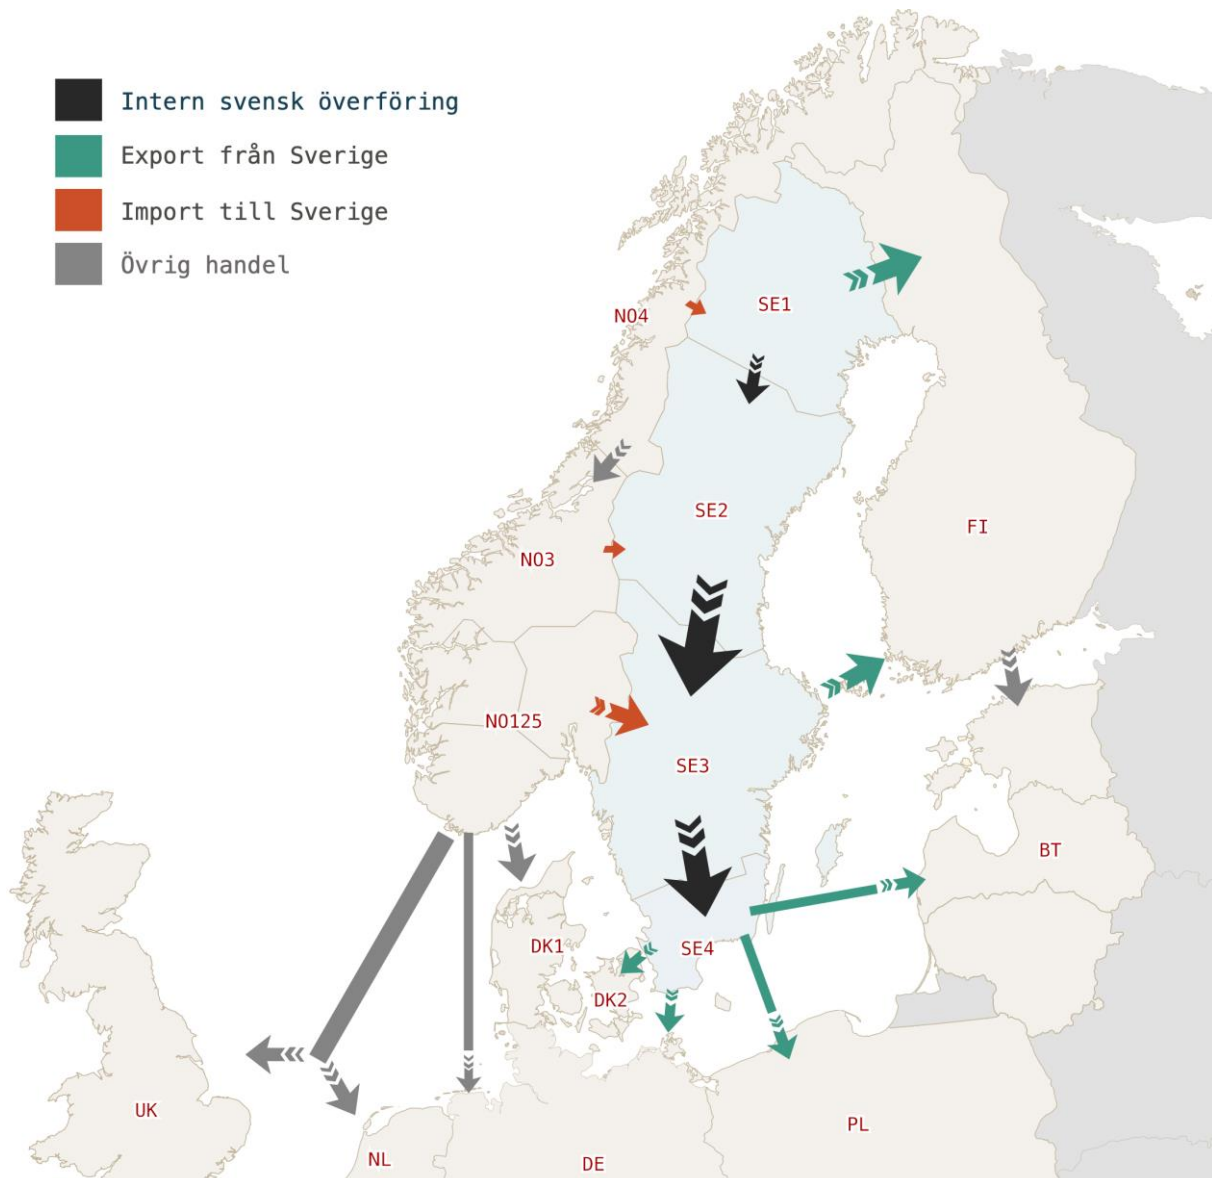 Intern svensk överföring
Export från Sverige
Import till Sverige
Övrig handel
SE1
NO4
SE2
FI
NO3
NO125
SE3
BT
DK1
SE4
DK2
UK
PL
NL
DE